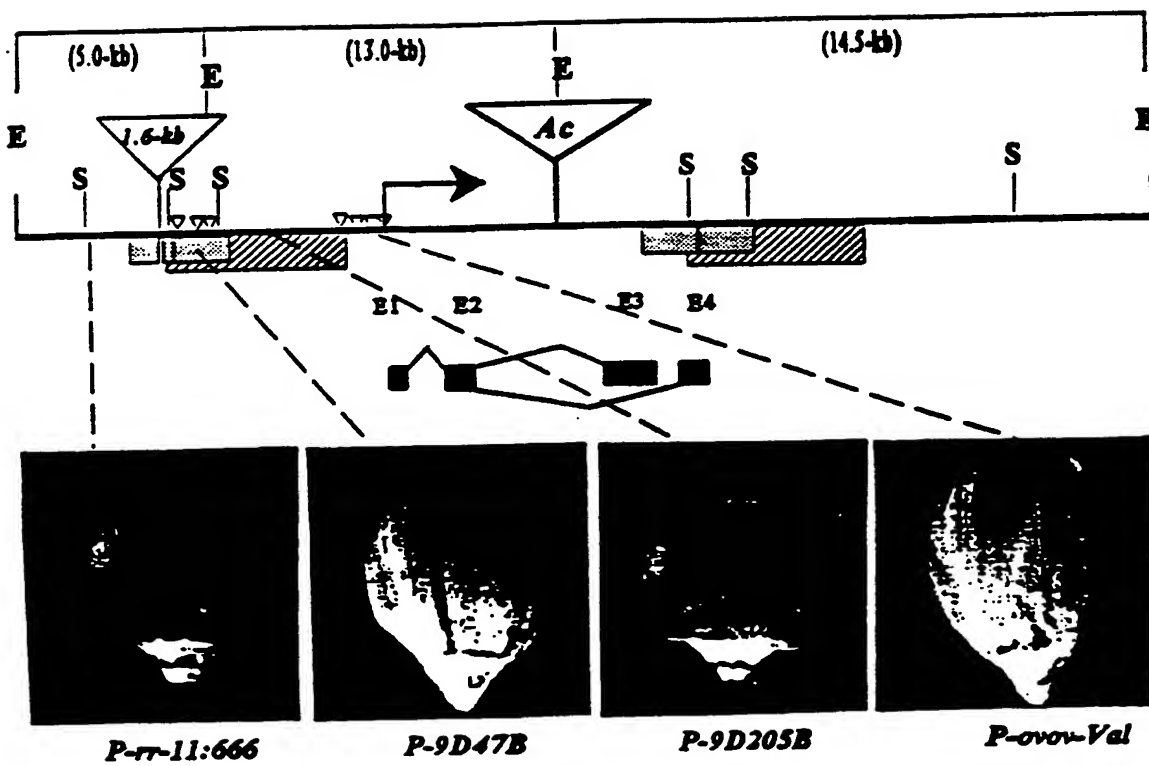 (5.0-kb) (13.0-kb) (14.5-kb)
E E
E 1.6-kb Ac E
S S S S S S
E1 E2 E3 E4
P-rr-11:666 P-9D47B P-9D205B P-ovov-Val